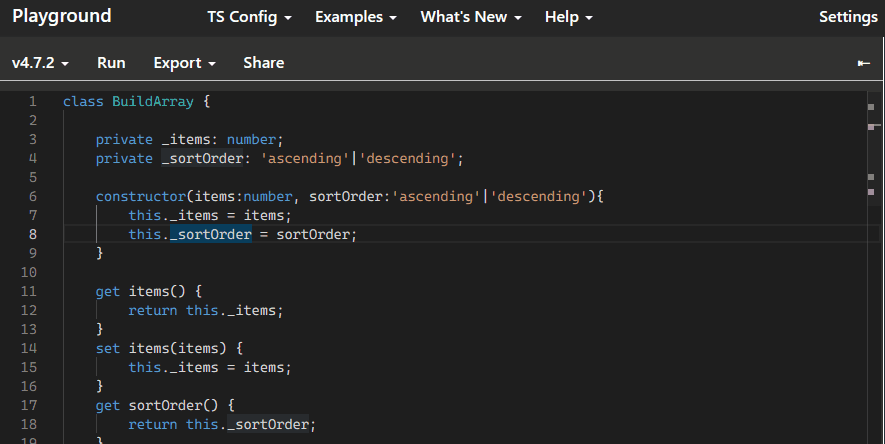 Playground TS Config Examples What's New Help Settings
v4.7.2 Run Export Share
1 class BuildArray {
2
3 private _items: number;
4 private _sortOrder: 'ascending'|'descending';
5
6 constructor(items:number, sortOrder:'ascending'|'descending'){
7 this._items = items;
8 this._sortOrder = sortOrder;
9 }
10
11 get items() {
12 return this._items;
13 }
14 set items(items) {
15 this._items = items;
16 }
17 get sortOrder() {
18 return this._sortOrder;
19 }